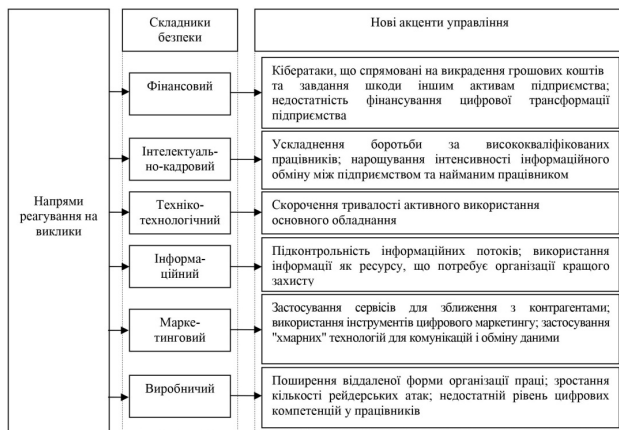 Складники
безпеки
Нові акценти управління
Напрями
реагування на
виклики
Фінансовий
Кібератаки, що спрямовані на викрадення грошових коштів
та завдання шкоди іншим активам підприємства;
недостатність фінансування цифрової трансформації
підприємства
Інтелектуаль-
но-кадровий
Ускладнення боротьби за висококваліфікованих
працівників; нарощування інтенсивності інформаційного
обміну між підприємством та найманим працівником
Техніко-
технологічний
Скорочення тривалості активного використання
основного обладнання
Інформа-
ційний
Підконтрольність інформаційних потоків; використання
інформації як ресурсу, що потребує організації кращого
захисту
Марке-
тинговий
Застосування сервісів для зближення з контрагентами;
використання інструментів цифрового маркетингу; застосування
"хмарних" технологій для комунікацій і обміну даними
Виробничий
Поширення віддаленої форми організації праці; зростання
кількості рейдерських атак; недостатній рівень цифрових
компетенцій у працівників